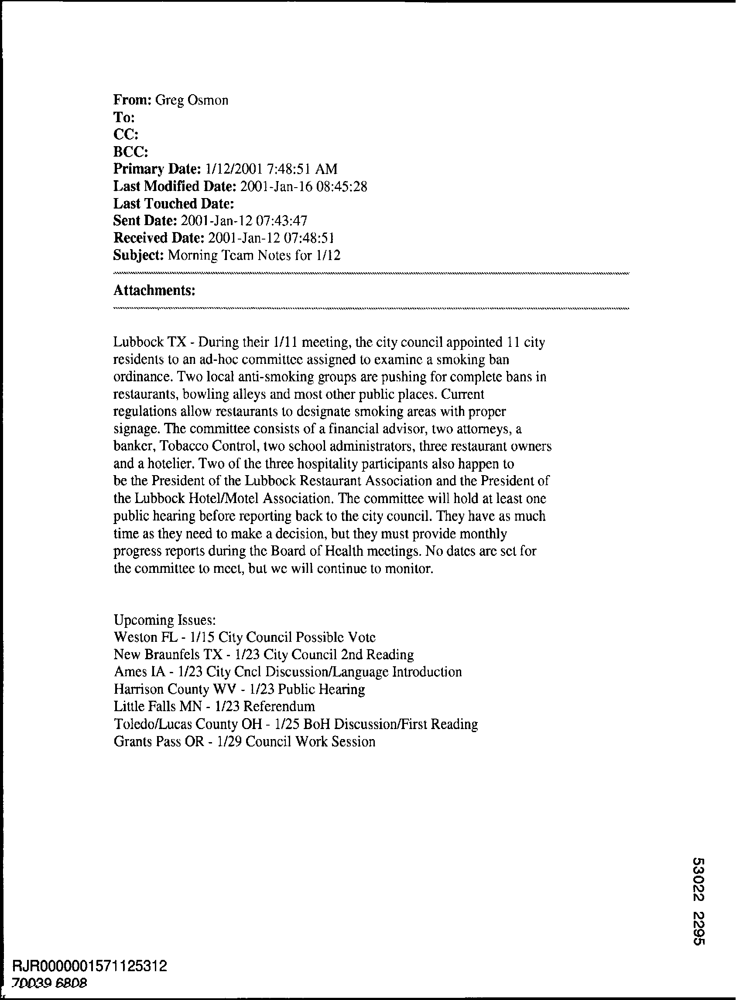 From: Greg Osmon
To:
CC:
BCC:
Primary Date: 1/12/2001 7:48:51 AM
Last Modified Date: 2001-Jan-16 08:45:28
Last Touched Date:
Sent Date: 2001-Jan-12 07:43:47
Received Date: 2001-Jan-12 07:48:51
Subject: Morning Team Notes for 1/12
Attachments:
Lubbock TX - During their 1/11 meeting, the city council appointed 11 city
residents to an ad-hoc committee assigned to examine a smoking ban
ordinance. Two local anti-smoking groups are pushing for complete bans in
restaurants, bowling alleys and most other public places. Current
regulations allow restaurants to designate smoking areas with proper
signage. The committee consists of a financial advisor, two attorneys, a
banker, Tobacco Control, two school administrators, three restaurant owners
and a hotelier. Two of the three hospitality participants also happen to
be the President of the Lubbock Restaurant Association and the President of
the Lubbock Hotel/Motel Association. The committee will hold at least one
public hearing before reporting back to the city council. They have as much
time as they need to make a decision, but they must provide monthly
progress reports during the Board of Health meetings. No dates are set for
the committee to meet, but we will continue to monitor.
Upcoming Issues:
Weston FL - 1/15 City Council Possible Vote
New Braunfels TX - 1/23 City Council 2nd Reading
Ames IA - 1/23 City Cncl Discussion/Language Introduction
Harrison County WV - 1/23 Public Hearing
Little Falls MN - 1/23 Referendum
Toledo/Lucas County OH - 1/25 BoH Discussion/First Reading
Grants Pass OR - 1/29 Council Work Session
53022 2295
RJR0000001571125312
70039 6808